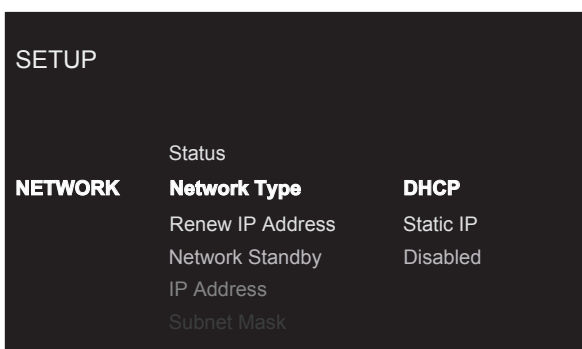 SETUP
Status
NETWORK Network Type DHCP
Renew IP Address Static IP
Network Standby Disabled
IP Address
Subnet Mask